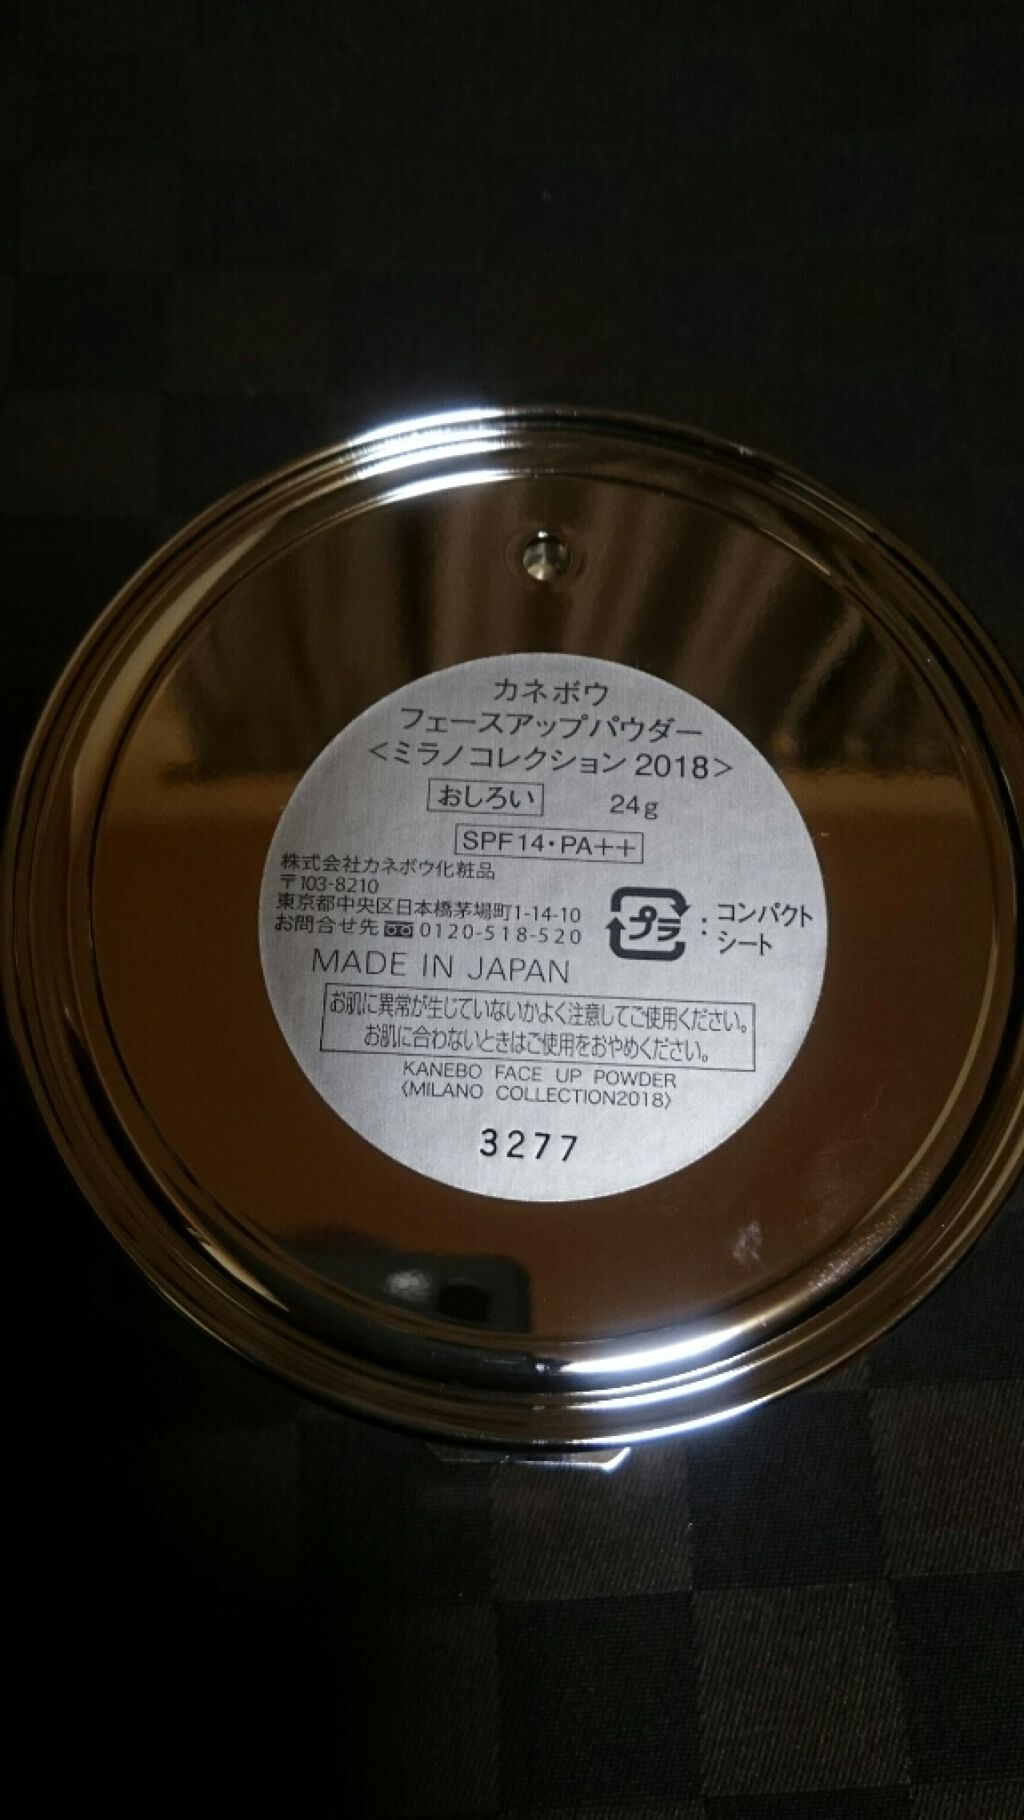 カネボウ
フェースアップパウダー
＜ミラノコレクション 2018＞
おしろい 24g
SPF14・PA++
株式会社カネボウ化粧品
〒103-8210
東京都中央区日本橋茅場町1-14-10
お問合せ先 0120-518-520
プラ : コンパクト
: シート
MADE IN JAPAN
お肌に異常が生じていないかよく注意してご使用ください。
お肌に合わないときはご使用をおやめください。
KANEBO FACE UP POWDER
〈MILANO COLLECTION2018〉
3277